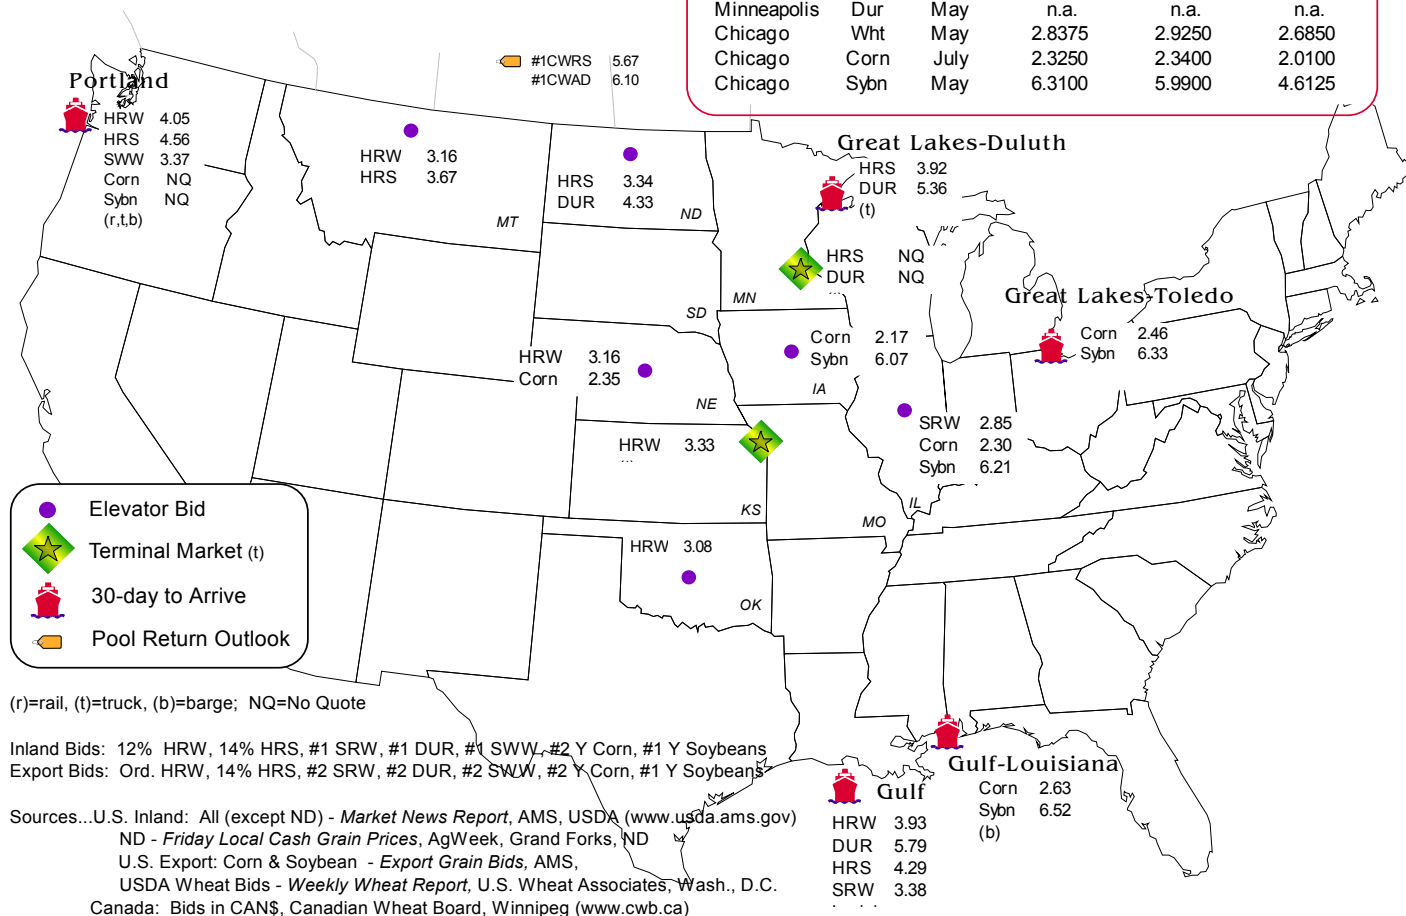 Minneapolis Dur May n.a. n.a. n.a.
Chicago Wht May 2.8375 2.9250 2.6850
Chicago Corn July 2.3250 2.3400 2.0100
Chicago Sybn May 6.3100 5.9900 4.6125
#1CWRS 5.67
#1CWAD 6.10
Portland
HRW 4.05
HRS 4.56
SWW 3.37
Corn NQ
Sybn NQ
(r,t,b)
HRW 3.16
HRS 3.67
MT
HRS 3.34
DUR 4.33
ND
Great Lakes-Duluth
HRS 3.92
DUR 5.36
(t)
HRS NQ
DUR NQ
MN
SD
Great Lakes-Toledo
Corn 2.46
Sybn 6.33
Corn 2.17
Sybn 6.07
IA
HRW 3.16
Corn 2.35
NE
SRW 2.85
Corn 2.30
Sybn 6.21
IL
HRW 3.33
KS
MO
HRW 3.08
OK
Elevator Bid
Terminal Market (t)
30-day to Arrive
Pool Return Outlook
(r)=rail, (t)=truck, (b)=barge; NQ=No Quote
Inland Bids: 12% HRW, 14% HRS, #1 SRW, #1 DUR, #1 SWW, #2 Y Corn, #1 Y Soybeans
Export Bids: Ord. HRW, 14% HRS, #2 SRW, #2 DUR, #2 SWW, #2 Y Corn, #1 Y Soybeans
Sources...U.S. Inland: All (except ND) - Market News Report, AMS, USDA (www.usda.ams.gov)
ND - Friday Local Cash Grain Prices, AgWeek, Grand Forks, ND
U.S. Export: Corn & Soybean - Export Grain Bids, AMS,
USDA Wheat Bids - Weekly Wheat Report, U.S. Wheat Associates, Wash., D.C.
Canada: Bids in CAN$, Canadian Wheat Board, Winnipeg (www.cwb.ca)
Gulf-Louisiana
Corn 2.63
Sybn 6.52
(b)
Gulf
HRW 3.93
DUR 5.79
HRS 4.29
SRW 3.38